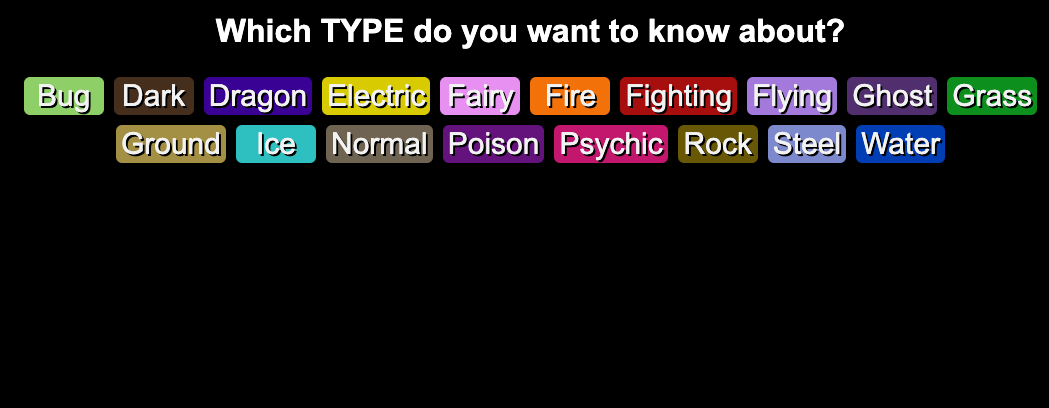 Which TYPE do you want to know about?
Bug Dark Dragon Electric Fairy Fire Fighting Flying Ghost Grass
Ground Ice Normal Poison Psychic Rock Steel Water